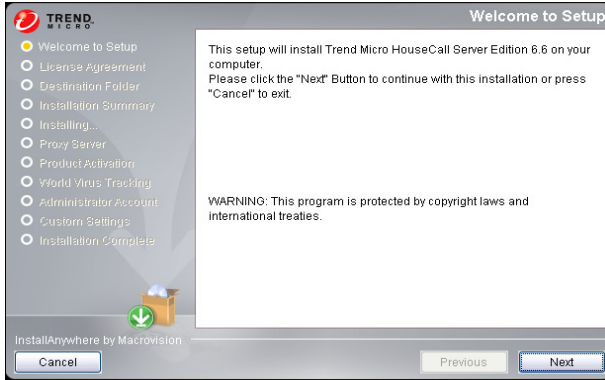 TREND
MICRO
Welcome to Setup
Welcome to Setup
License Agreement
Destination Folder
Installation Summary
Installing...
Proxy Server
Product Activation
World Virus Tracking
Administrator Account
Custom Settings
Installation Complete
This setup will install Trend Micro HouseCall Server Edition 6.6 on your
computer.
Please click the "Next" Button to continue with this installation or press
"Cancel" to exit.
WARNING: This program is protected by copyright laws and
international treaties.
InstallAnywhere by Macrovision
Cancel
Previous
Next